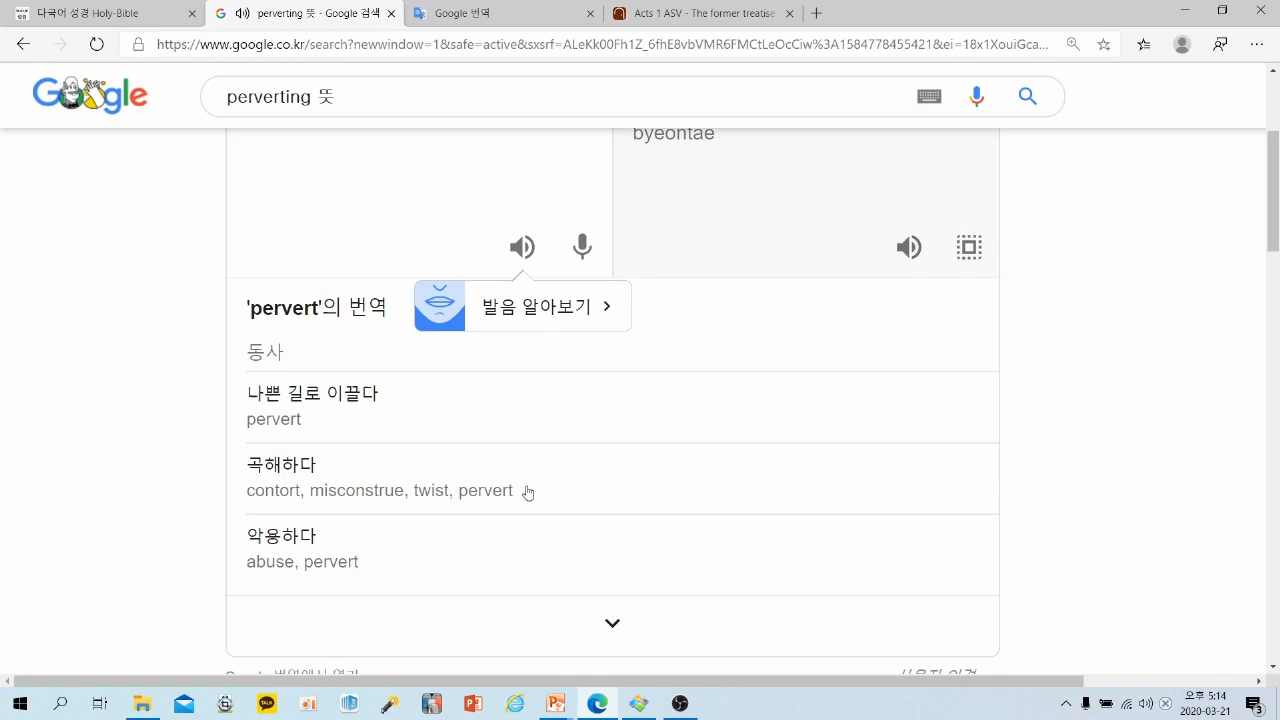 다국어 성경 Holy-Bible
perverting 뜻 - Google 검색
Google 번역
Acts 1 ASV - The former treatise
https://www.google.co.kr/search?newwindow=1&safe=active&sxsrf=ALeKk00Fh1Z_6fhE8vbVMR6FMCtLeOcCiw%3A1584778455421&ei=18x1XouiGca...
Google
perverting 뜻
byeontae
'pervert'의 번역
발음 알아보기
동사
나쁜 길로 이끌다
pervert
곡해하다
contort, misconstrue, twist, pervert
악용하다
abuse, pervert
TALK
오후 5:14
2020-03-21
3